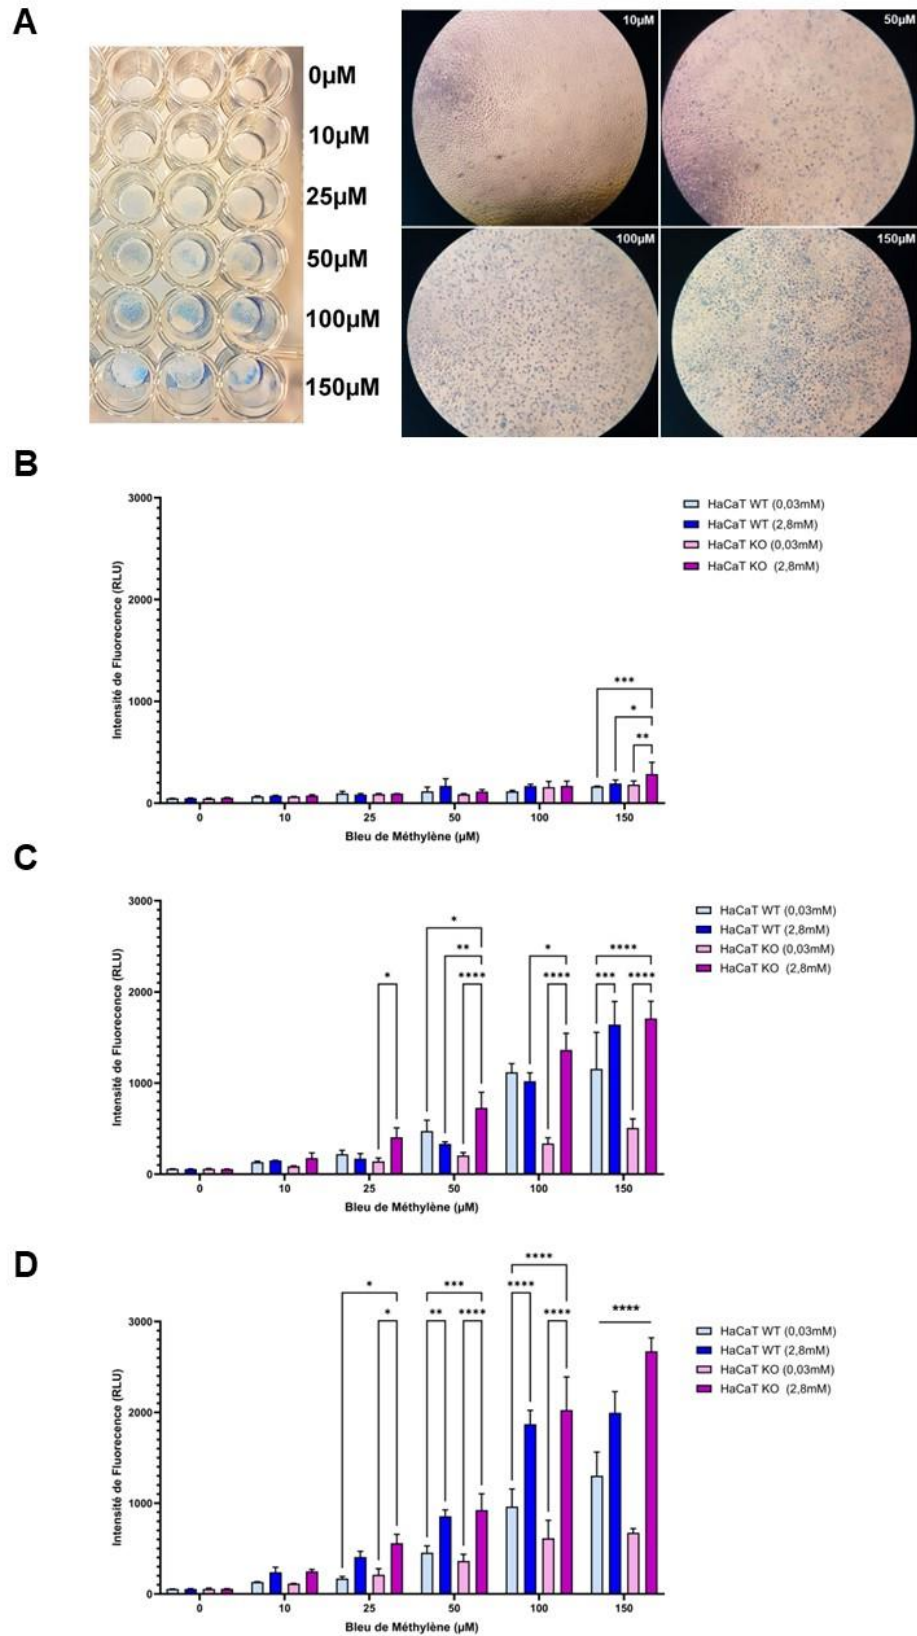 A
0µM
10µM
25µM
50µM
100µM
150µM
10µM
50µM
100µM
150µM
B
Intensité de Fluorecence (RLU)
3000
2000
1000
0
***
*
**
0 10 25 50 100 150
Bleu de Méthylène (µM)
HaCaT WT (0,03mM)
HaCaT WT (2,8mM)
HaCaT KO (0,03mM)
HaCaT KO (2,8mM)
C
Intensité de Fluorecence (RLU)
3000
2000
1000
0
*
* ** * ****
**** **** *** ****
0 10 25 50 100 150
Bleu de Méthylène (µM)
HaCaT WT (0,03mM)
HaCaT WT (2,8mM)
HaCaT KO (0,03mM)
HaCaT KO (2,8mM)
D
Intensité de Fluorecence (RLU)
3000
2000
1000
0
****
* *** **** ****
* ** **** ****
0 10 25 50 100 150
Bleu de Méthylène (µM)
HaCaT WT (0,03mM)
HaCaT WT (2,8mM)
HaCaT KO (0,03mM)
HaCaT KO (2,8mM)